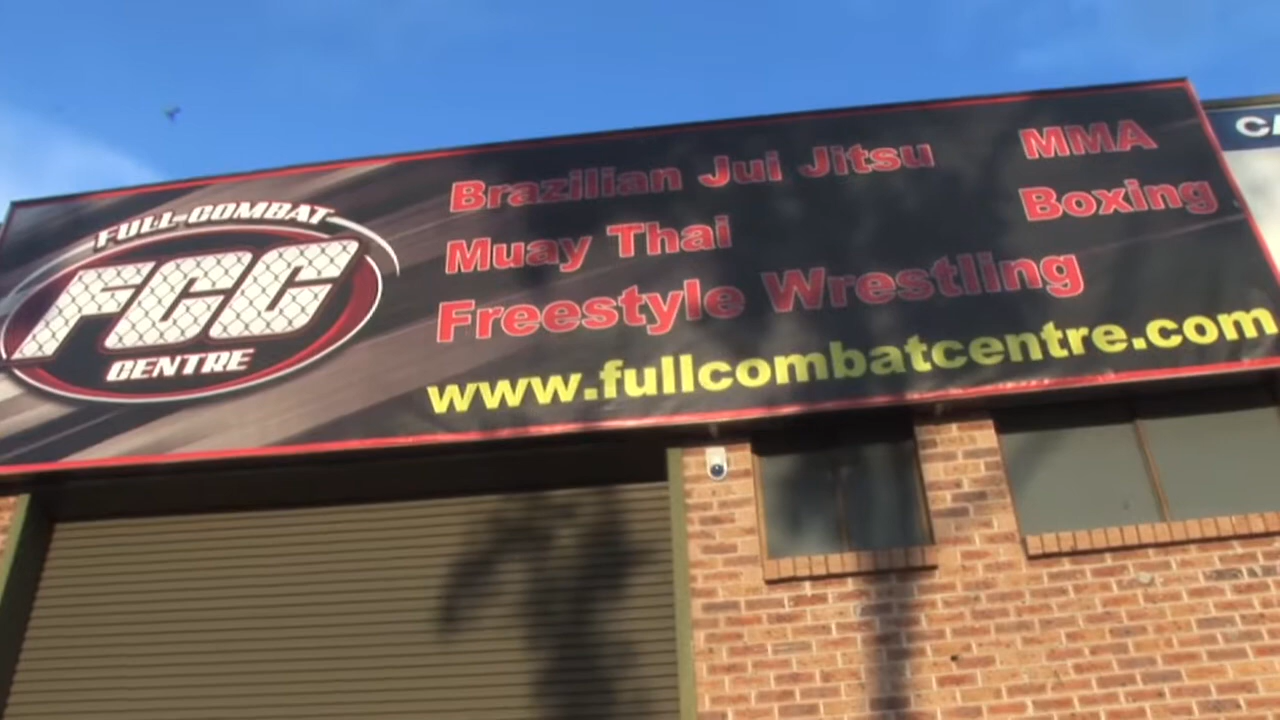 FULL-COMBAT
FCC
CENTRE
Brazilian Jui Jitsu
MMA
Muay Thai
Boxing
Freestyle Wrestling
www.fullcombatcentre.com